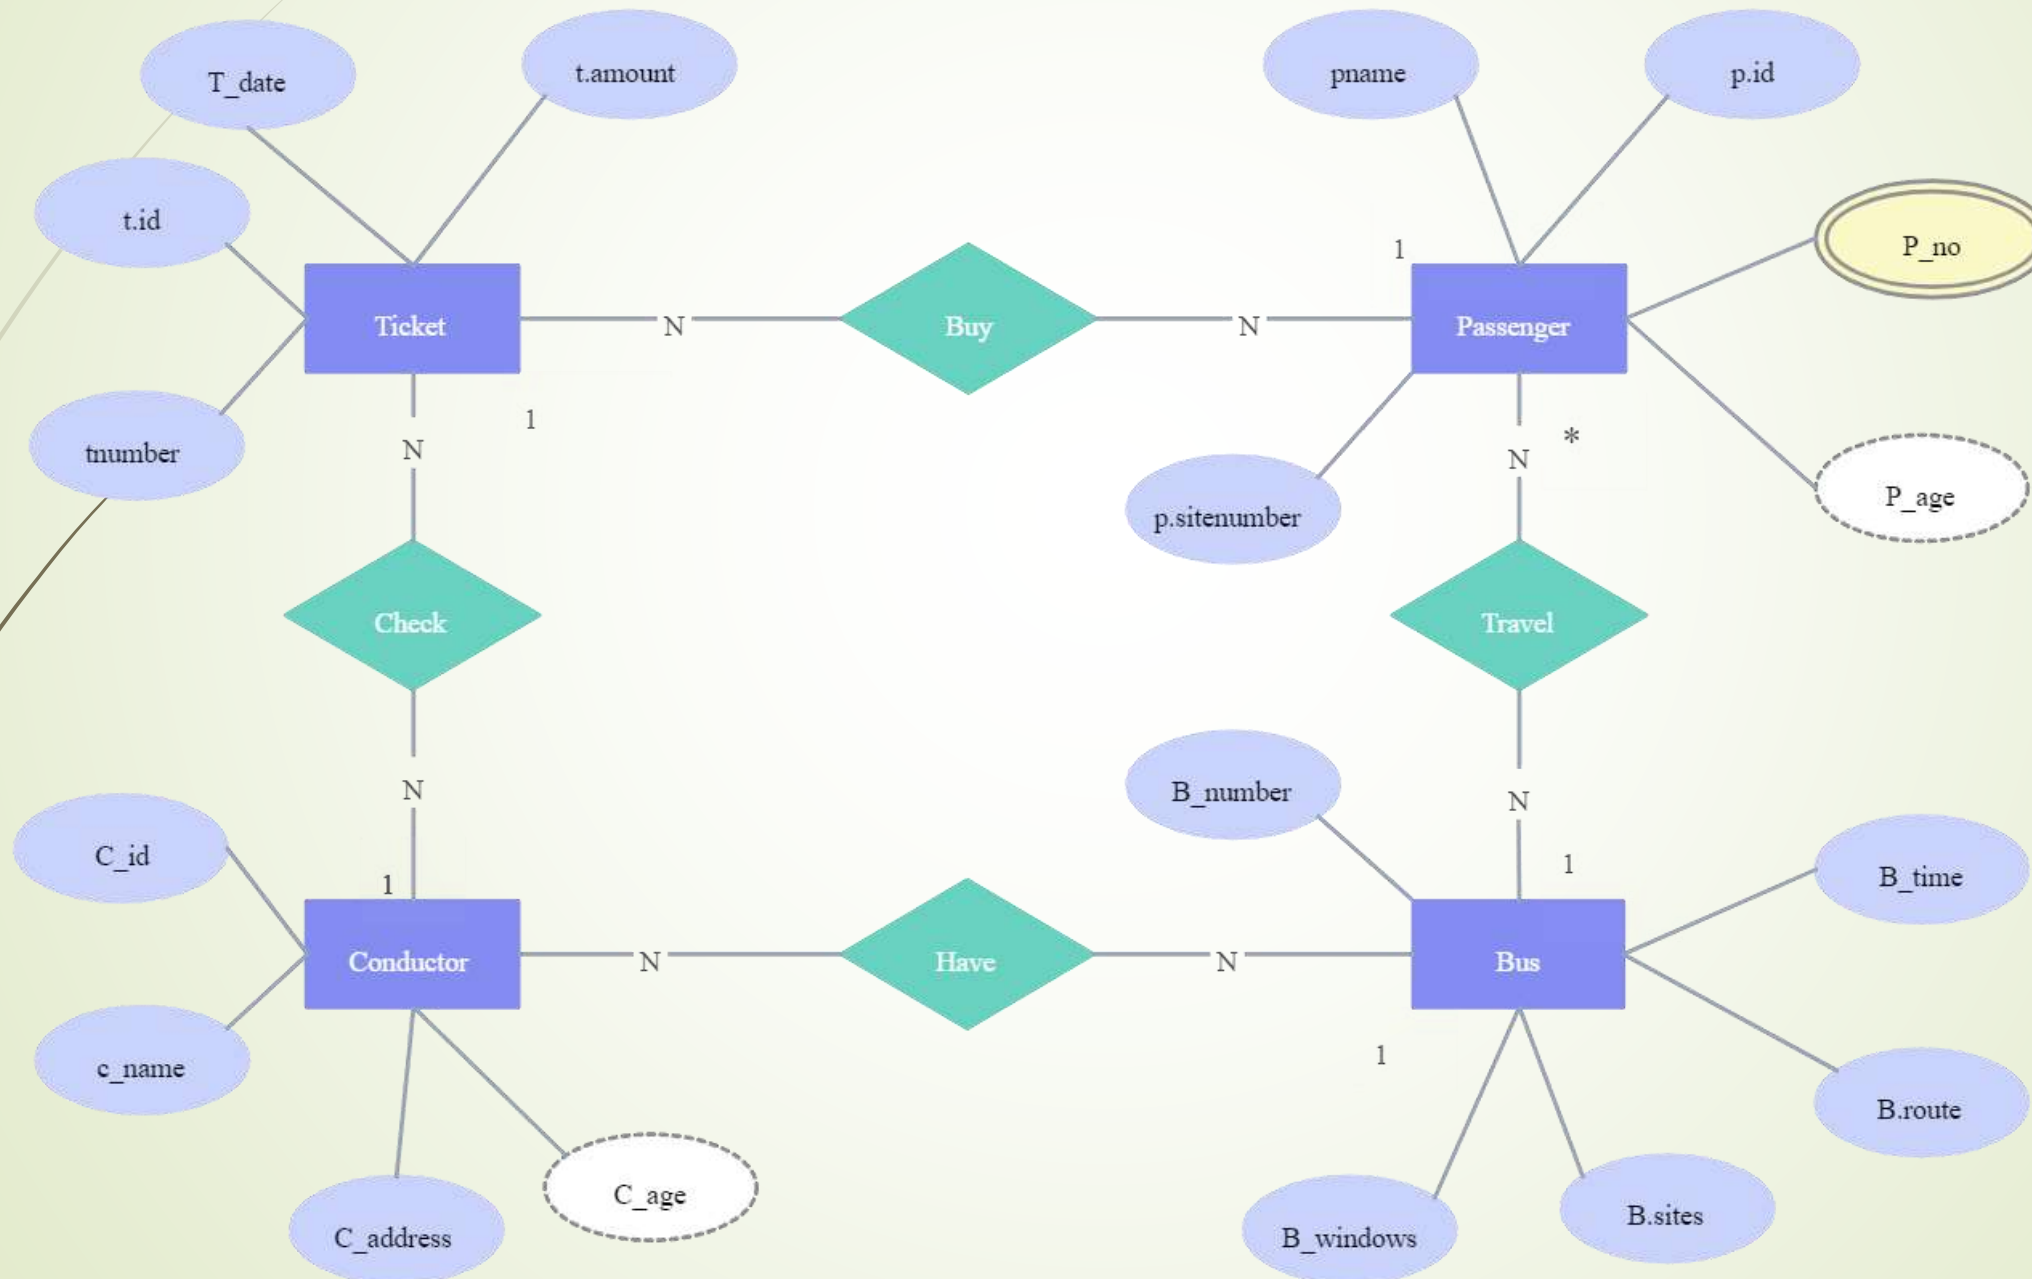 T_date
t.amount
pname
p.id
t.id
P_no
1
Ticket
N
Buy
N
Passenger
1
*
tnumber
N
N
P_age
p.sitenumber
Check
Travel
N
B_number
N
C_id
1
1
B_time
Conductor
N
Have
N
Bus
c_name
1
B.route
C_age
C_address
B_windows
B.sites